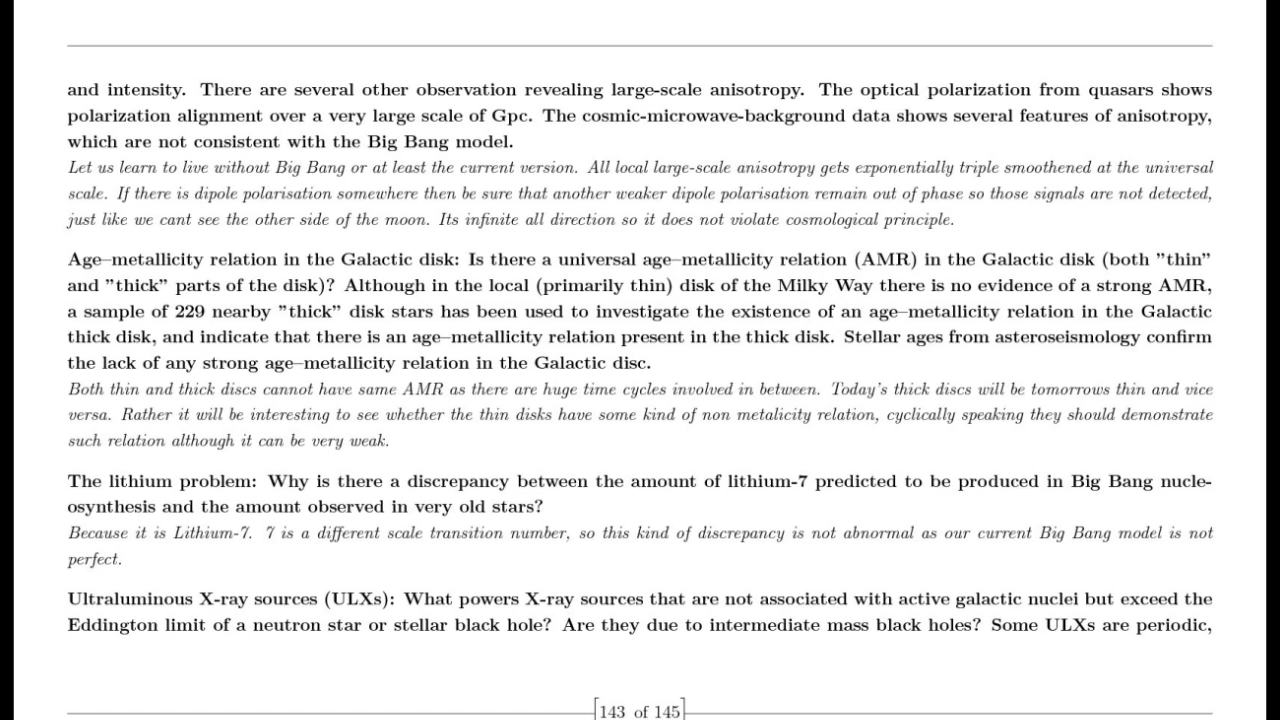 and intensity. There are several other observation revealing large-scale anisotropy. The optical polarization from quasars shows
polarization alignment over a very large scale of Gpc. The cosmic-microwave-background data shows several features of anisotropy,
which are not consistent with the Big Bang model.
Let us learn to live without Big Bang or at least the current version. All local large-scale anisotropy gets exponentially triple smoothened at the universal
scale. If there is dipole polarisation somewhere then be sure that another weaker dipole polarisation remain out of phase so those signals are not detected,
just like we cant see the other side of the moon. Its infinite all direction so it does not violate cosmological principle.
Age–metallicity relation in the Galactic disk: Is there a universal age–metallicity relation (AMR) in the Galactic disk (both ”thin”
and ”thick” parts of the disk)? Although in the local (primarily thin) disk of the Milky Way there is no evidence of a strong AMR,
a sample of 229 nearby ”thick” disk stars has been used to investigate the existence of an age–metallicity relation in the Galactic
thick disk, and indicate that there is an age–metallicity relation present in the thick disk. Stellar ages from asteroseismology confirm
the lack of any strong age–metallicity relation in the Galactic disc.
Both thin and thick discs cannot have same AMR as there are huge time cycles involved in between. Today's thick discs will be tomorrows thin and vice
versa. Rather it will be interesting to see whether the thin disks have some kind of non metalicity relation, cyclically speaking they should demonstrate
such relation although it can be very weak.
The lithium problem: Why is there a discrepancy between the amount of lithium-7 predicted to be produced in Big Bang nucle-
osynthesis and the amount observed in very old stars?
Because it is Lithium-7. 7 is a different scale transition number, so this kind of discrepancy is not abnormal as our current Big Bang model is not
perfect.
Ultraluminous X-ray sources (ULXs): What powers X-ray sources that are not associated with active galactic nuclei but exceed the
Eddington limit of a neutron star or stellar black hole? Are they due to intermediate mass black holes? Some ULXs are periodic,
[143 of 145]